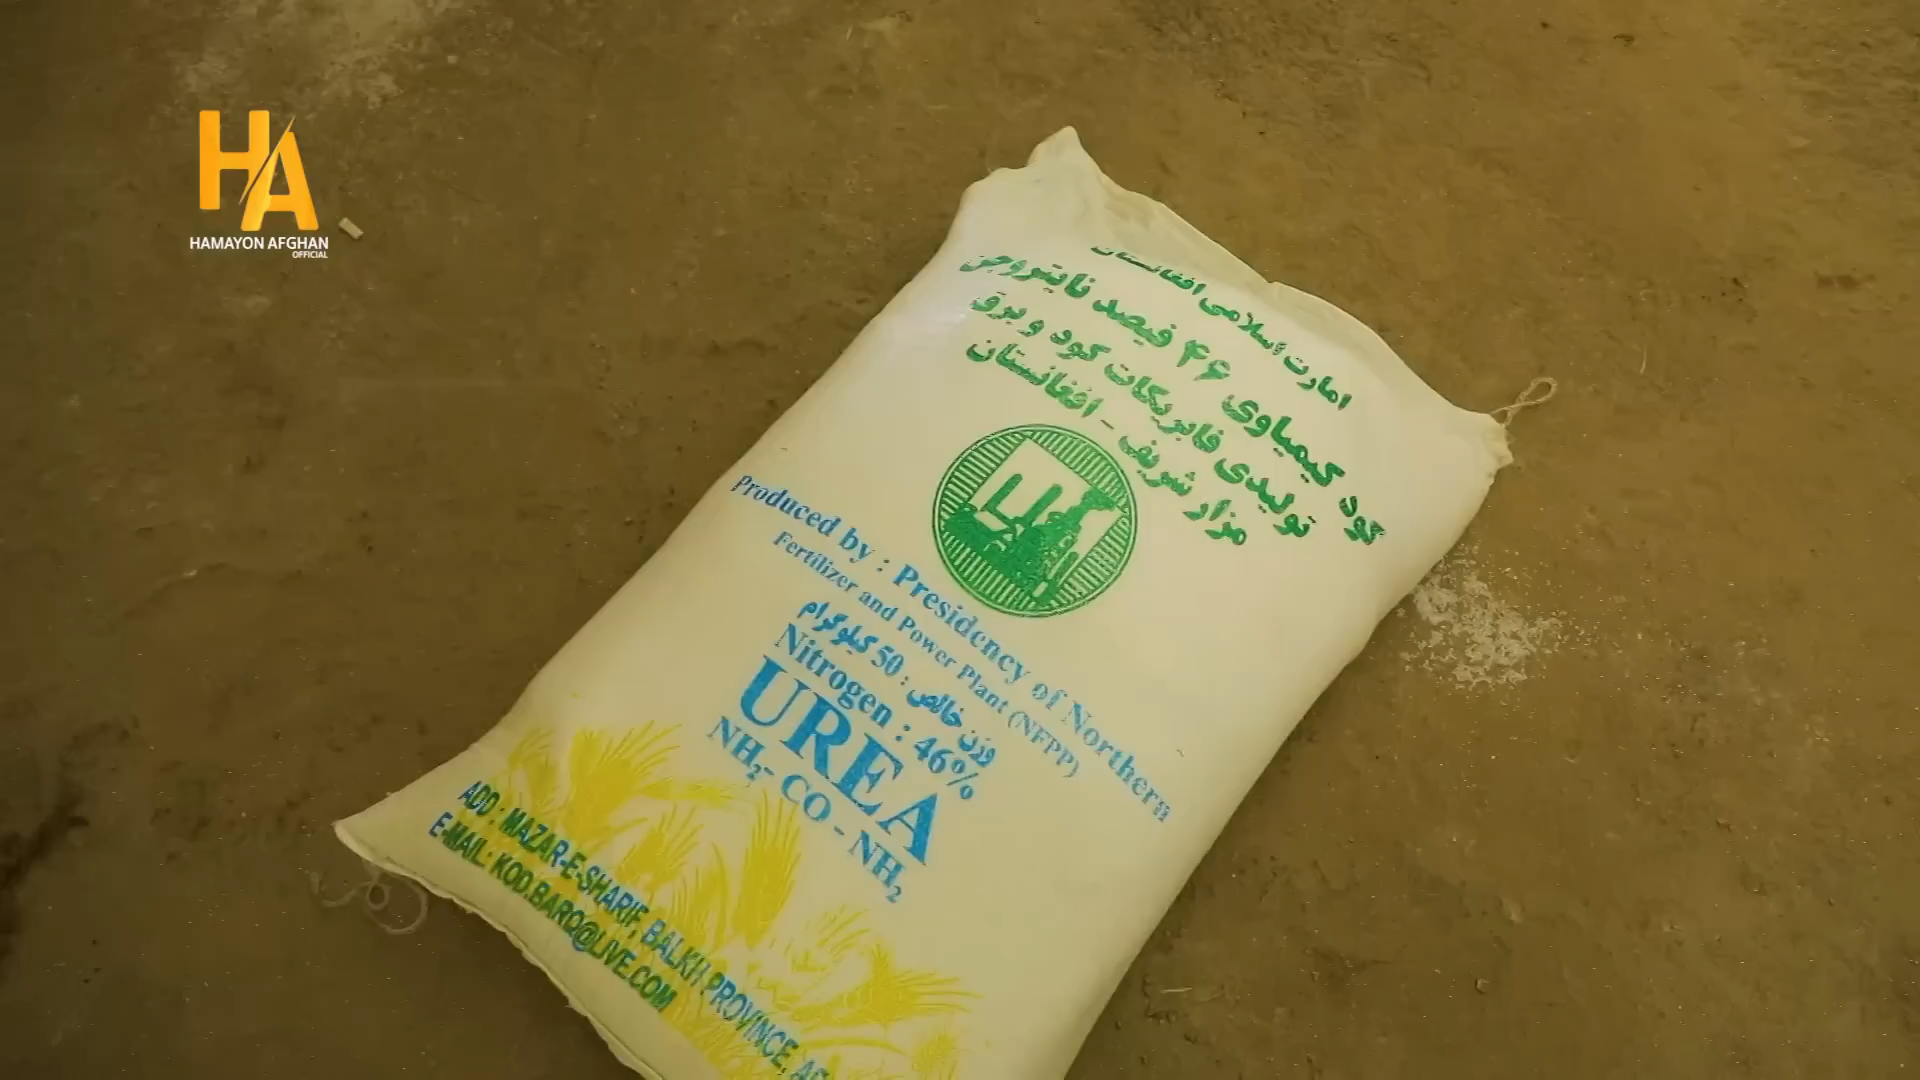 HA
HAMAYON AFGHAN
OFFICIAL
امارت اسلامی افغانستان
کود کیمیاوی ۴۶ فیصد نایتروجن
تولیدی فابریکات کود و برق
مزار شریف - افغانستان
Produced by : Presidency of Northern
Fertilizer and Power Plant (NFPP)
وزن خالص : 50 کیلوگرام
Nitrogen : 46%
UREA
NH₂- CO - NH₂
ADD : MAZAR-E-SHARIF, BALKH PROVINCE,
E-MAIL: KOD.BARQ@LIVE.COM